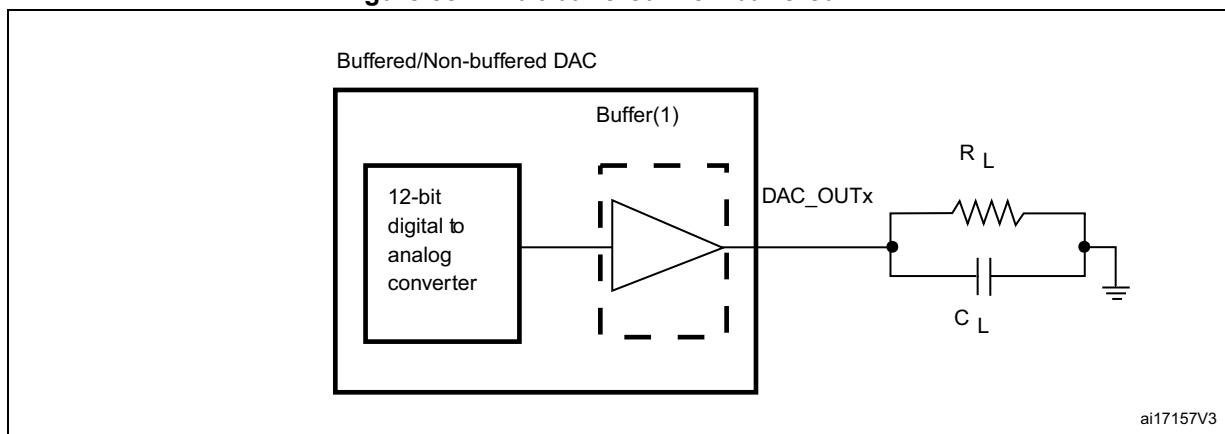 Buffered/Non-buffered DAC
Buffer(1)
12-bit
digital to
analog
converter
DAC_OUTx
R L
C L
ai17157V3